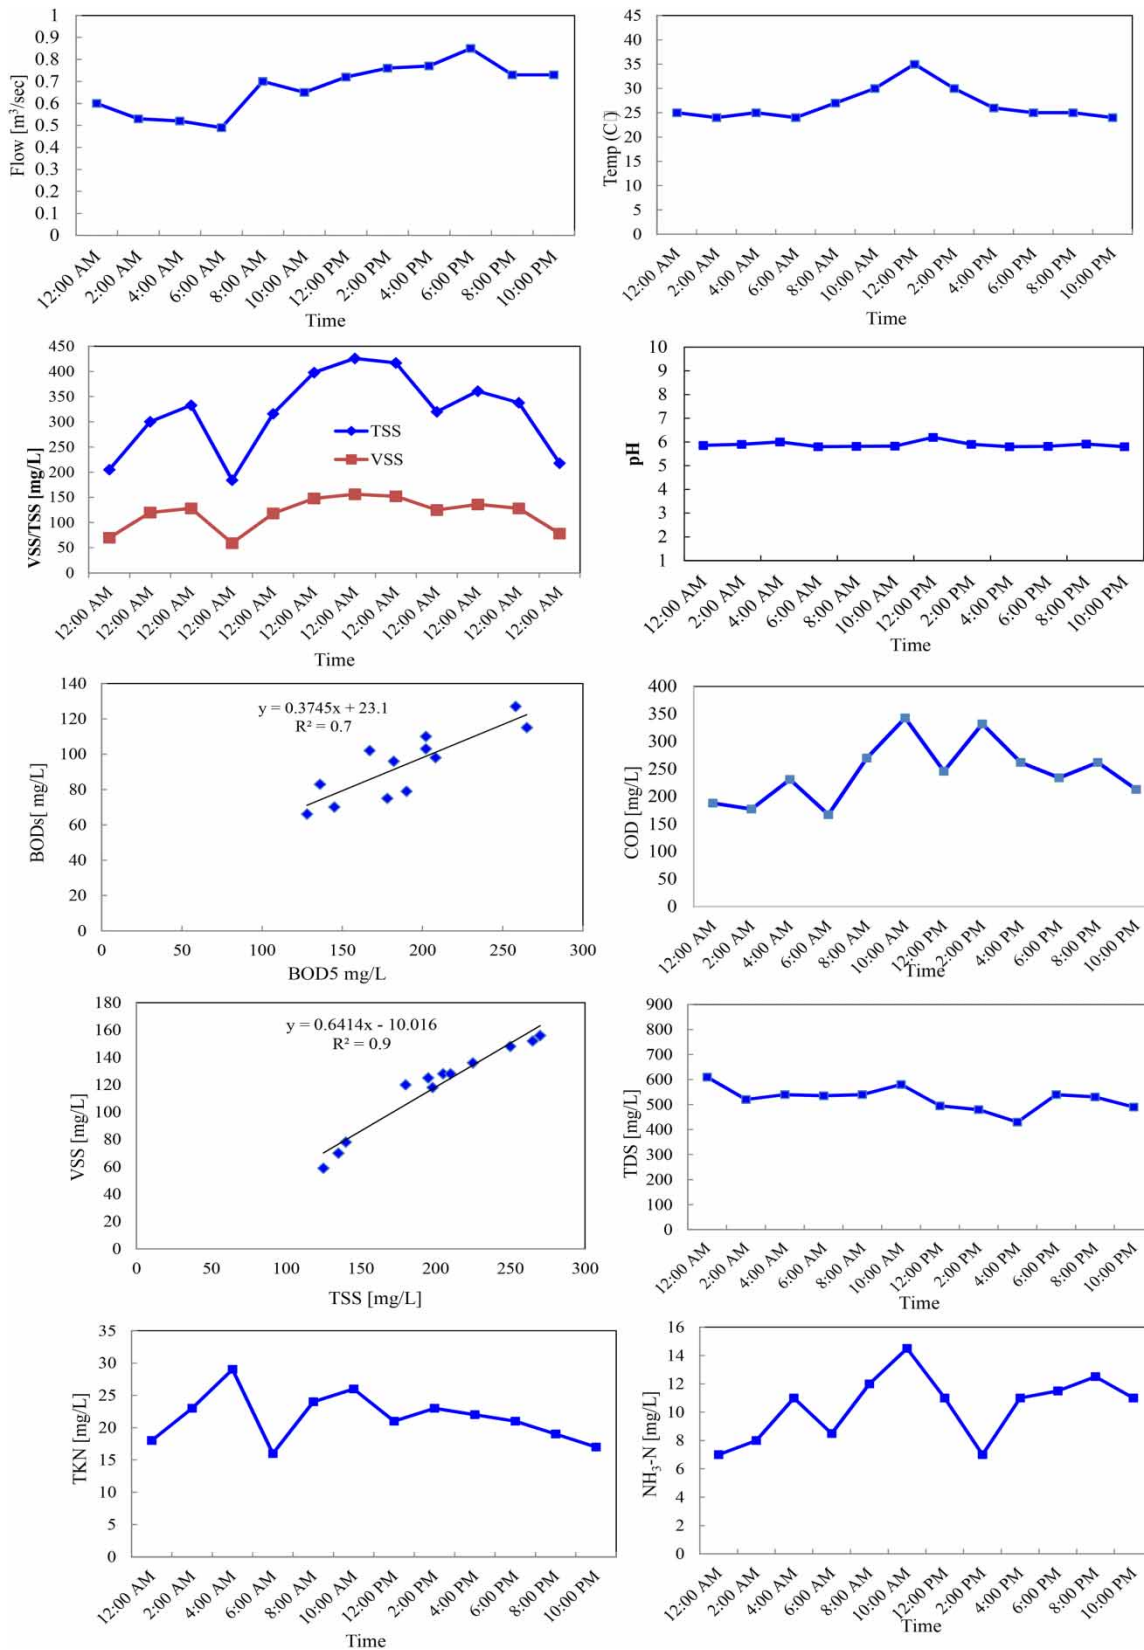 1
0.9
0.8
0.7
0.6
0.5
0.4
0.3
0.2
0.1
0
Flow [m³/sec]
12:00 AM
2:00 AM
4:00 AM
6:00 AM
8:00 AM
10:00 AM
12:00 PM
2:00 PM
4:00 PM
6:00 PM
8:00 PM
10:00 PM
Time
45
40
35
30
25
20
15
10
5
0
Temp (C▯)
12:00 AM
2:00 AM
4:00 AM
6:00 AM
8:00 AM
10:00 AM
12:00 PM
2:00 PM
4:00 PM
6:00 PM
8:00 PM
10:00 PM
Time
450
400
350
300
250
200
150
100
50
0
VSS/TSS [mg/L]
TSS
VSS
12:00 AM
12:00 AM
12:00 AM
12:00 AM
12:00 AM
12:00 AM
12:00 AM
12:00 AM
12:00 AM
12:00 AM
12:00 AM
12:00 AM
Time
10
9
8
7
6
5
4
3
2
1
pH
12:00 AM
2:00 AM
4:00 AM
6:00 AM
8:00 AM
10:00 AM
12:00 PM
2:00 PM
4:00 PM
6:00 PM
8:00 PM
10:00 PM
Time
140
120
100
80
60
40
20
0
BODs[ mg/L]
y = 0.3745x + 23.1
R² = 0.7
0
50
100
150
200
250
300
BOD5 mg/L
400
350
300
250
200
150
100
50
0
COD [mg/L]
12:00 AM
2:00 AM
4:00 AM
6:00 AM
8:00 AM
10:00 AM
12:00 PM
2:00 PM
4:00 PM
6:00 PM
8:00 PM
10:00 PM
Time
180
160
140
120
100
80
60
40
20
0
VSS [mg/L]
y = 0.6414x - 10.016
R² = 0.9
0
50
100
150
200
250
300
TSS [mg/L]
900
800
700
600
500
400
300
200
100
0
TDS [mg/L]
12:00 AM
2:00 AM
4:00 AM
6:00 AM
8:00 AM
10:00 AM
12:00 PM
2:00 PM
4:00 PM
6:00 PM
8:00 PM
10:00 PM
Time
35
30
25
20
15
10
5
0
TKN [mg/L]
12:00 AM
2:00 AM
4:00 AM
6:00 AM
8:00 AM
10:00 AM
12:00 PM
2:00 PM
4:00 PM
6:00 PM
8:00 PM
10:00 PM
Time
16
14
12
10
8
6
4
2
0
NH₃-N [mg/L]
12:00 AM
2:00 AM
4:00 AM
6:00 AM
8:00 AM
10:00 AM
12:00 PM
2:00 PM
4:00 PM
6:00 PM
8:00 PM
10:00 PM
Time